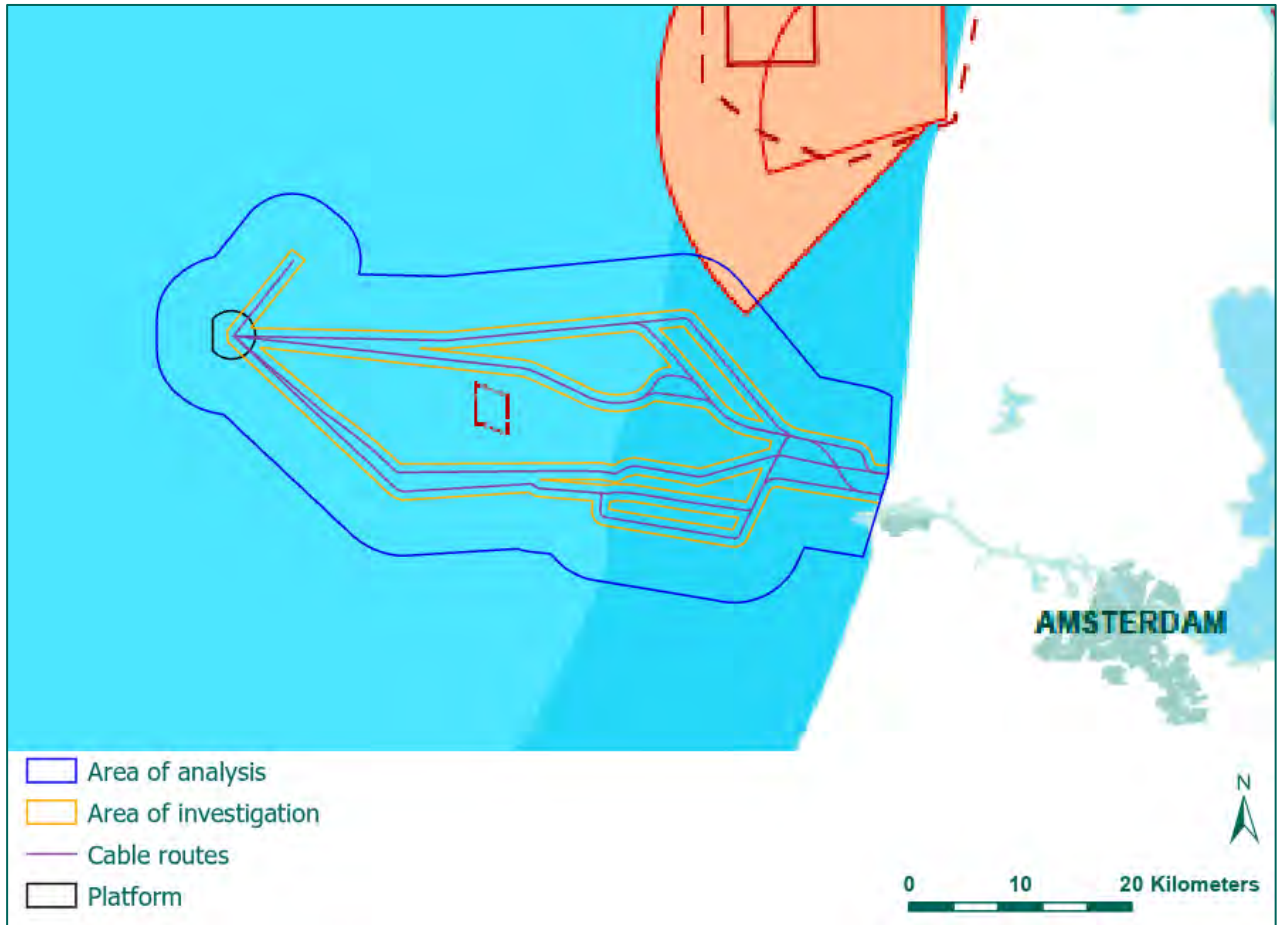 AMSTERDAM
Area of analysis
Area of investigation
Cable routes
Platform
N
0 10 20 Kilometers